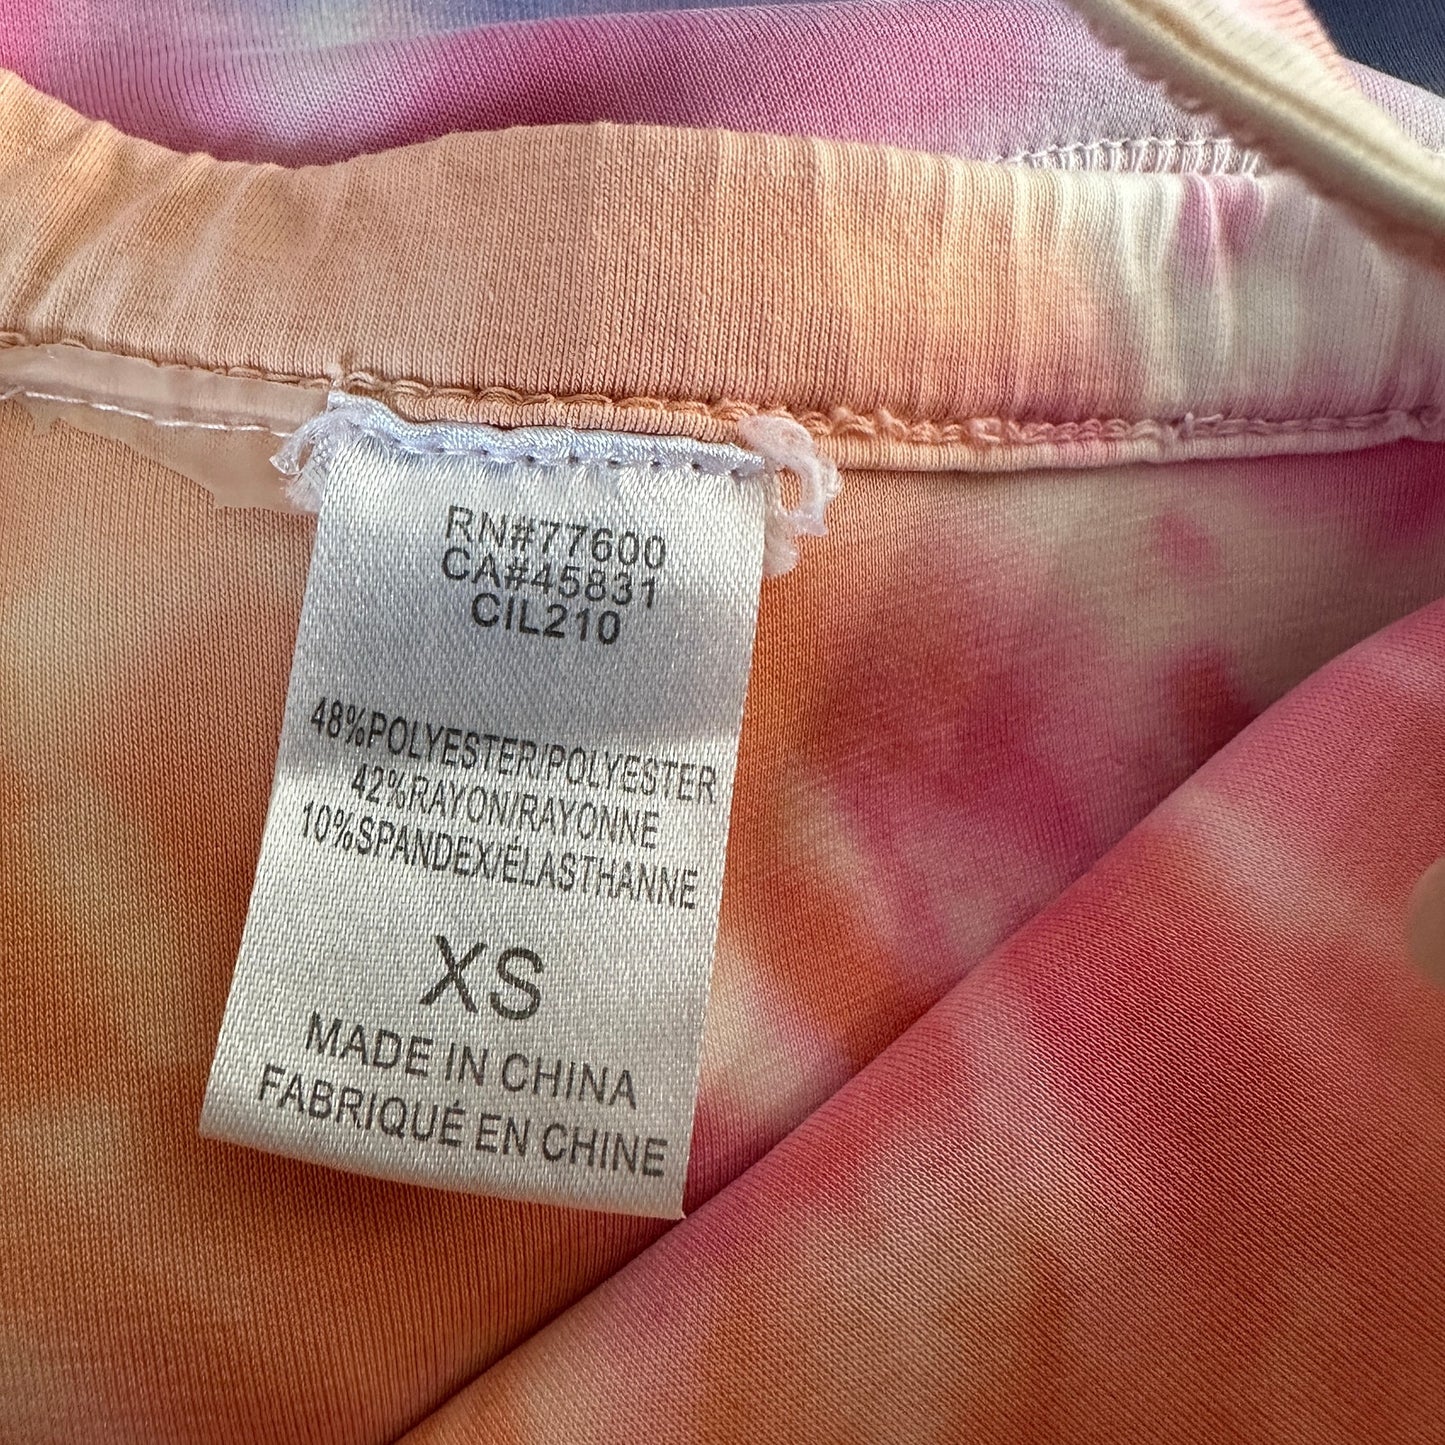 RN#77600
CA#45831
CIL210
48%POLYESTER/POLYESTER
42%RAYON/RAYONNE
10%SPANDEX/ÉLASTHANNE
XS
MADE IN CHINA
FABRIQUÉ EN CHINE